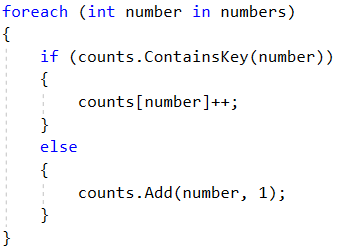 foreach (int number in numbers)
{
    if (counts.ContainsKey(number))
    {
        counts[number]++;
    }
    else
    {
        counts.Add(number, 1);
    }
}